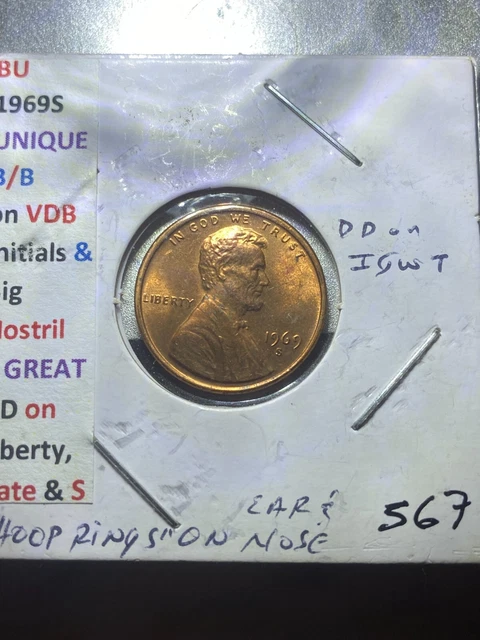 BU
1969S
UNIQUE
B/B
on VDB
nitials &
ig
Nostril
GREAT
D on
berty,
ate & S
IN GOD WE TRUST
LIBERTY
1969
S
DD on
IGWT
EAR &
HOOP RINGS" ON NOSE
567